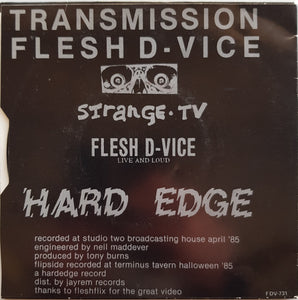 TRANSMISSION
FLESH D-VICE
STRANGE·TV
FLESH D-VICE
LIVE AND LOUD
HARD EDGE
recorded at studio two broadcasting house april '85
engineered by neil maddever
produced by tony burns
flipside recorded at terminus tavern halloween '85
a hardedge record
dist. by jayrem records
thanks to fleshflix for the great video
FDV-731